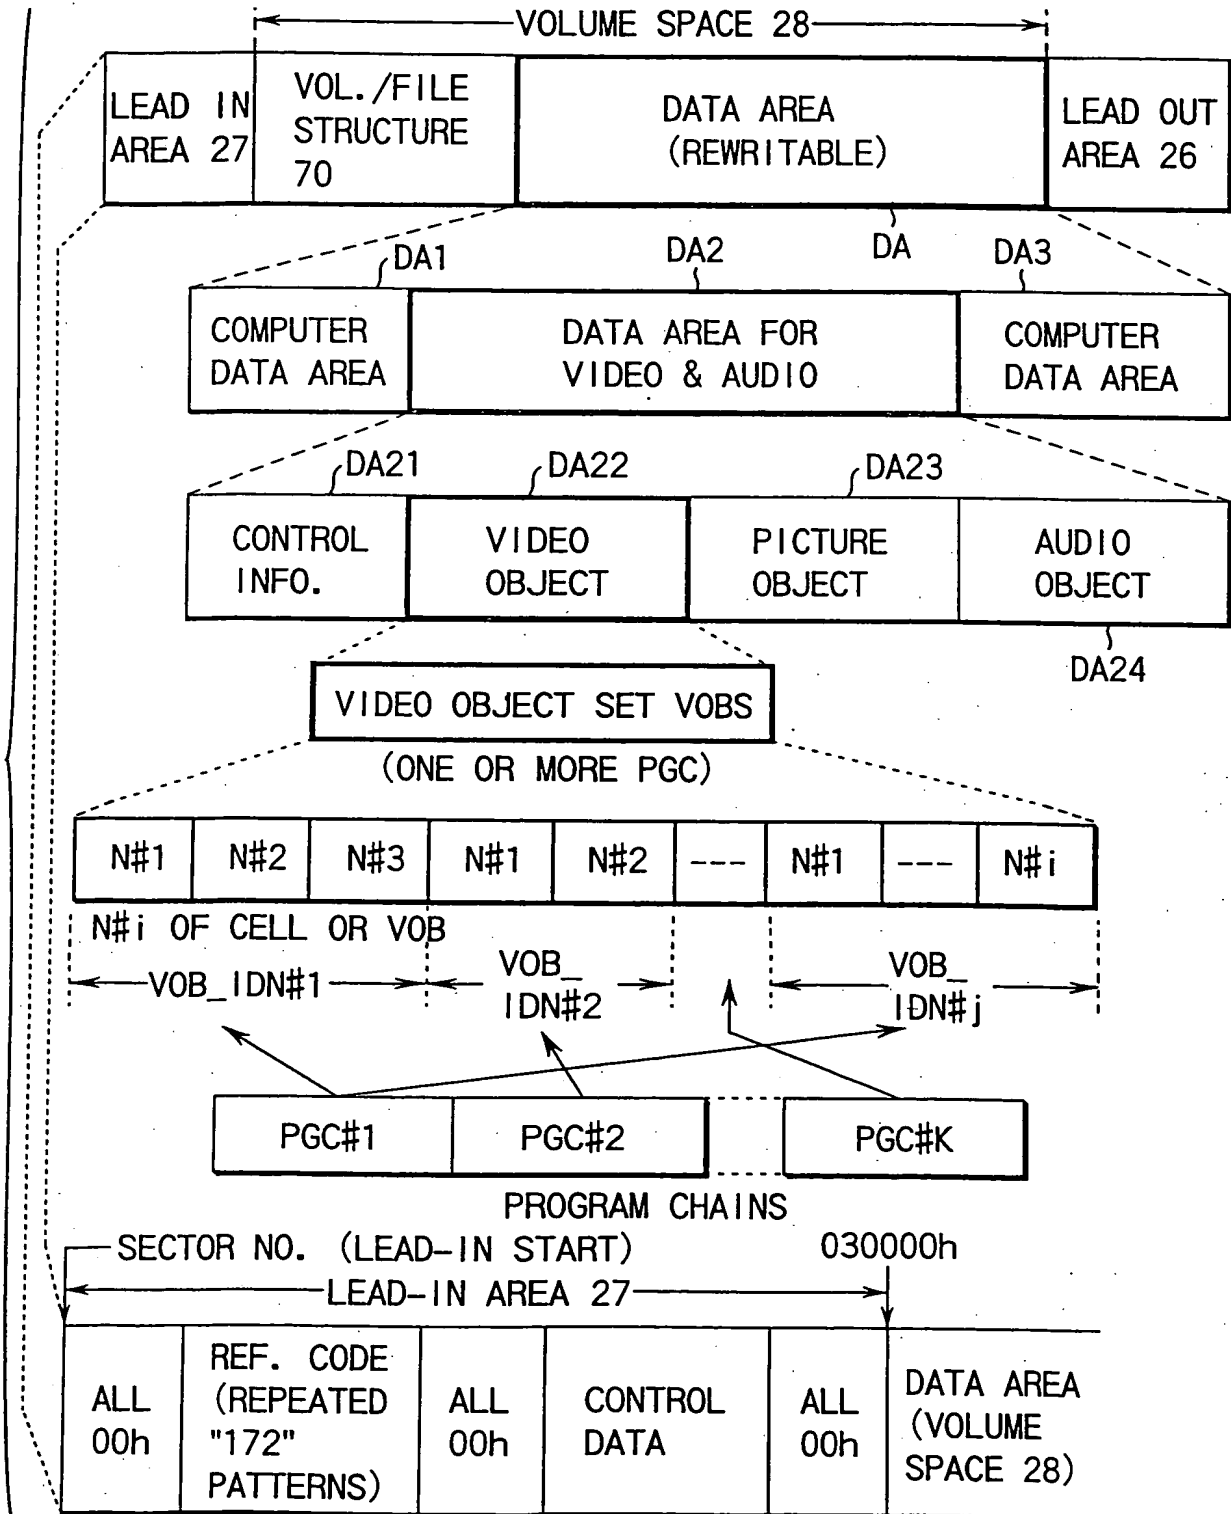 VOLUME SPACE 28
LEAD IN
AREA 27
VOL./FILE
STRUCTURE
70
DATA AREA
(REWRITABLE)
LEAD OUT
AREA 26
DA
DA1
DA2
DA3
COMPUTER
DATA AREA
DATA AREA FOR
VIDEO & AUDIO
COMPUTER
DATA AREA
DA21
DA22
DA23
CONTROL
INFO.
VIDEO
OBJECT
PICTURE
OBJECT
AUDIO
OBJECT
DA24
VIDEO OBJECT SET VOBS
(ONE OR MORE PGC)
N#1 N#2 N#3 N#1 N#2 --- N#1 --- N#i
N#i OF CELL OR VOB
VOB_IDN#1
VOB_
IDN#2
VOB_
IDN#j
PGC#1 PGC#2 PGC#K
PROGRAM CHAINS
SECTOR NO. (LEAD-IN START)
030000h
LEAD-IN AREA 27
ALL
00h
REF. CODE
(REPEATED
"172"
PATTERNS)
ALL
00h
CONTROL
DATA
ALL
00h
DATA AREA
(VOLUME
SPACE 28)